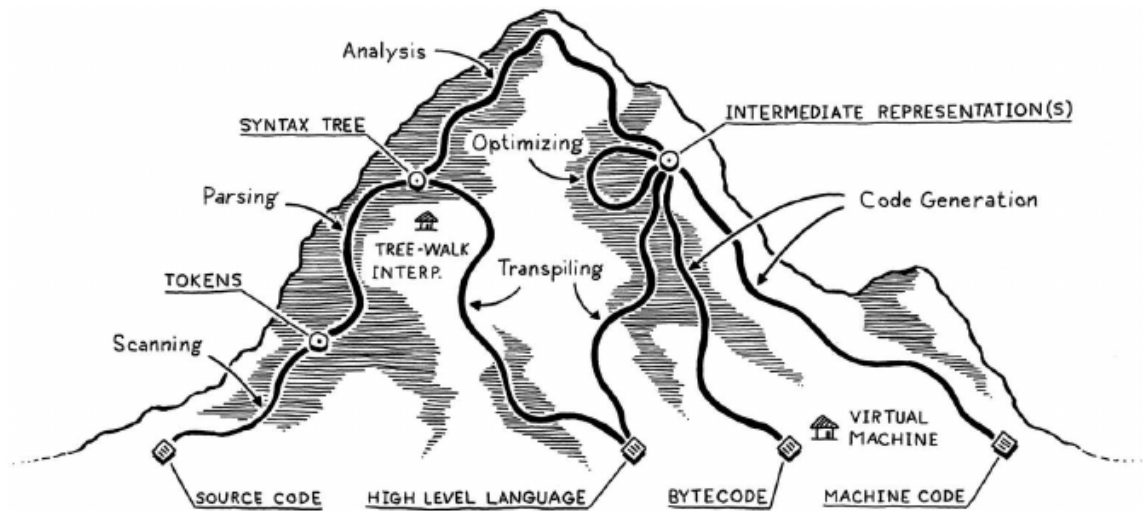 Analysis
INTERMEDIATE REPRESENTATION(S)
SYNTAX TREE
Optimizing
Parsing
Code Generation
TREE-WALK
INTERP.
Transpiling
TOKENS
Scanning
VIRTUAL
MACHINE
SOURCE CODE
HIGH LEVEL LANGUAGE
BYTECODE
MACHINE CODE